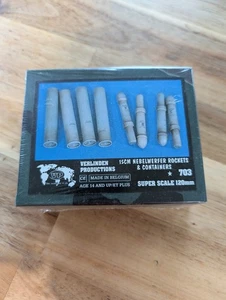 VERLINDEN
PRODUCTIONS
CE MADE IN BELGIUM
AGE 14 AND UP/ET PLUS
15CM NEBELWERFER ROCKETS
& CONTAINERS
★ 703
SUPER SCALE 120mm